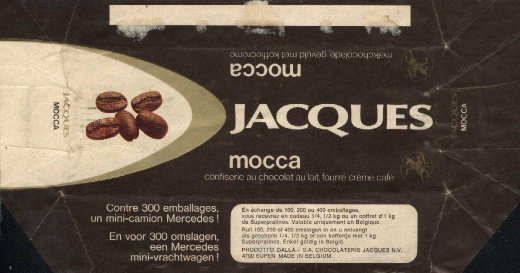 melkchocolade gevuld met koffiecreme
mocca
JACQUES
MOCCA
JACQUES
JACQUES
MOCCA
mocca
confiserie au chocolat au lait, fourré crème café
Contre 300 emballages,
un mini-camion Mercedes !
En voor 300 omslagen,
een Mercedes
mini-vrachtwagen !
En échange de 100, 200 ou 400 emballages,
vous recevrez en cadeau 1/4, 1/2 kg ou un coffret d'1 kg
de Superpralines. Valable uniquement en Belgique.
Ruil 100, 200 of 400 omslagen in en u ontvangt
als geschenk 1/4, 1/2 kg of een koffertje met 1 kg
Superpralines. Enkel geldig in België.
PRODOTTO DALLA - S.A. CHOCOLATERIE JACQUES N.V.
4700 EUPEN MADE IN BELGIUM.